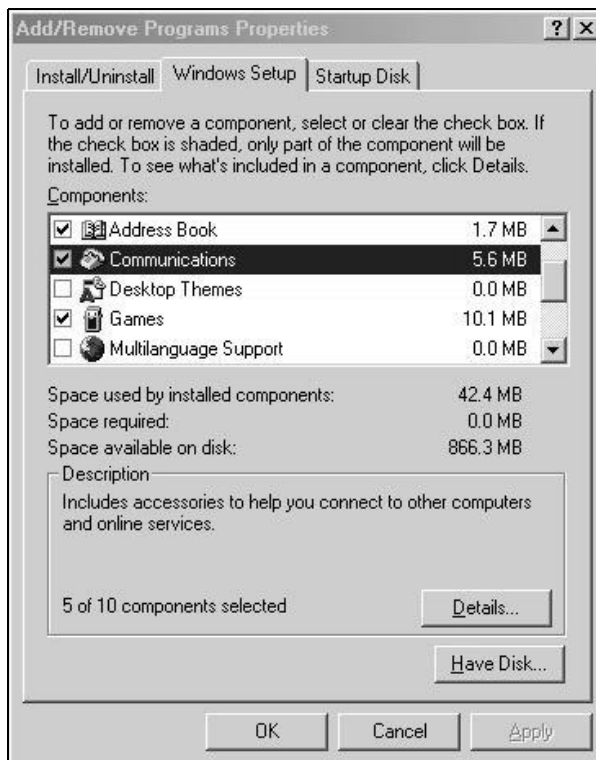 Add/Remove Programs Properties
Install/Uninstall Windows Setup Startup Disk
To add or remove a component, select or clear the check box. If
the check box is shaded, only part of the component will be
installed. To see what's included in a component, click Details.
Components:
Address Book 1.7 MB
Communications 5.6 MB
Desktop Themes 0.0 MB
Games 10.1 MB
Multilanguage Support 0.0 MB
Space used by installed components: 42.4 MB
Space required: 0.0 MB
Space available on disk: 866.3 MB
Description
Includes accessories to help you connect to other computers
and online services.
5 of 10 components selected
Details...
Have Disk...
OK Cancel Apply